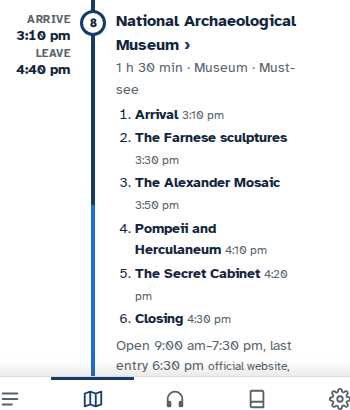 ARRIVE
3:10 pm
LEAVE
4:40 pm
8
National Archaeological
Museum ›
1 h 30 min · Museum · Must-
see
1. Arrival 3:10 pm
2. The Farnese sculptures
3:30 pm
3. The Alexander Mosaic
3:50 pm
4. Pompeii and
Herculaneum 4:10 pm
5. The Secret Cabinet 4:20
pm
6. Closing 4:30 pm
Open 9:00 am–7:30 pm, last
entry 6:30 pm official website,